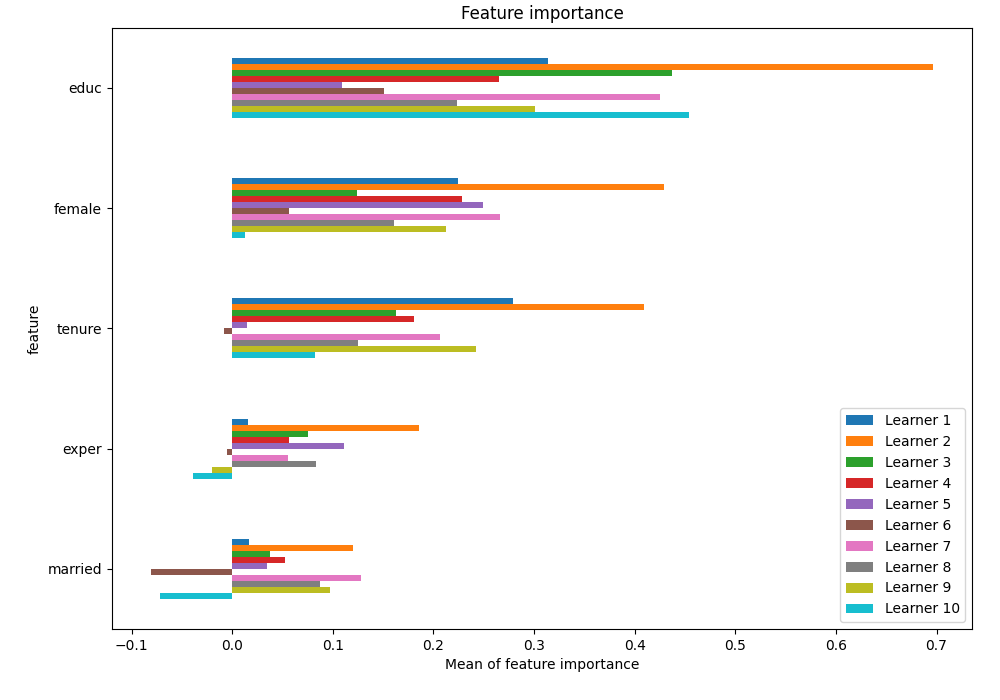 Feature importance
educ
female
tenure
exper
married
feature
Learner 1
Learner 2
Learner 3
Learner 4
Learner 5
Learner 6
Learner 7
Learner 8
Learner 9
Learner 10
−0.1 0.0 0.1 0.2 0.3 0.4 0.5 0.6 0.7
Mean of feature importance